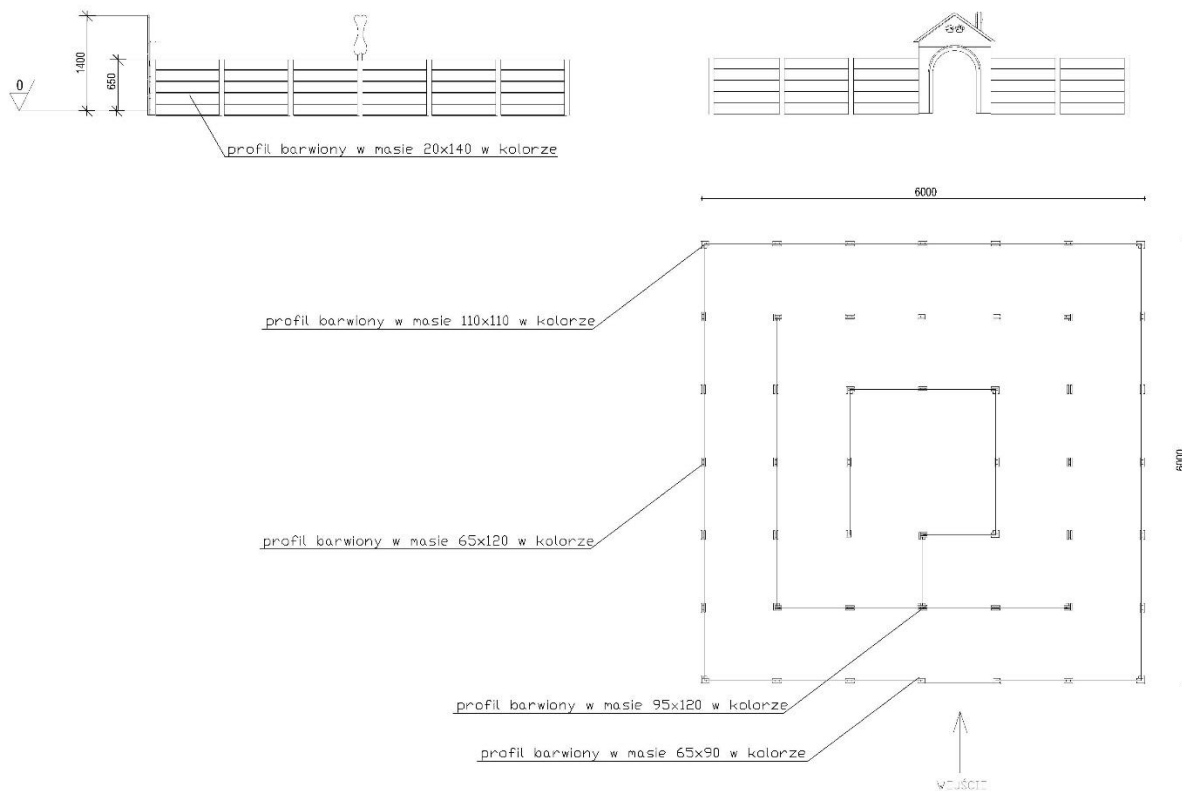 1400
650
0
profil barwiony w masie 20x140 w kolorze
6000
profil barwiony w masie 110x110 w kolorze
6000
profil barwiony w masie 65x120 w kolorze
profil barwiony w masie 95x120 w kolorze
profil barwiony w masie 65x90 w kolorze
WEJŚCIE